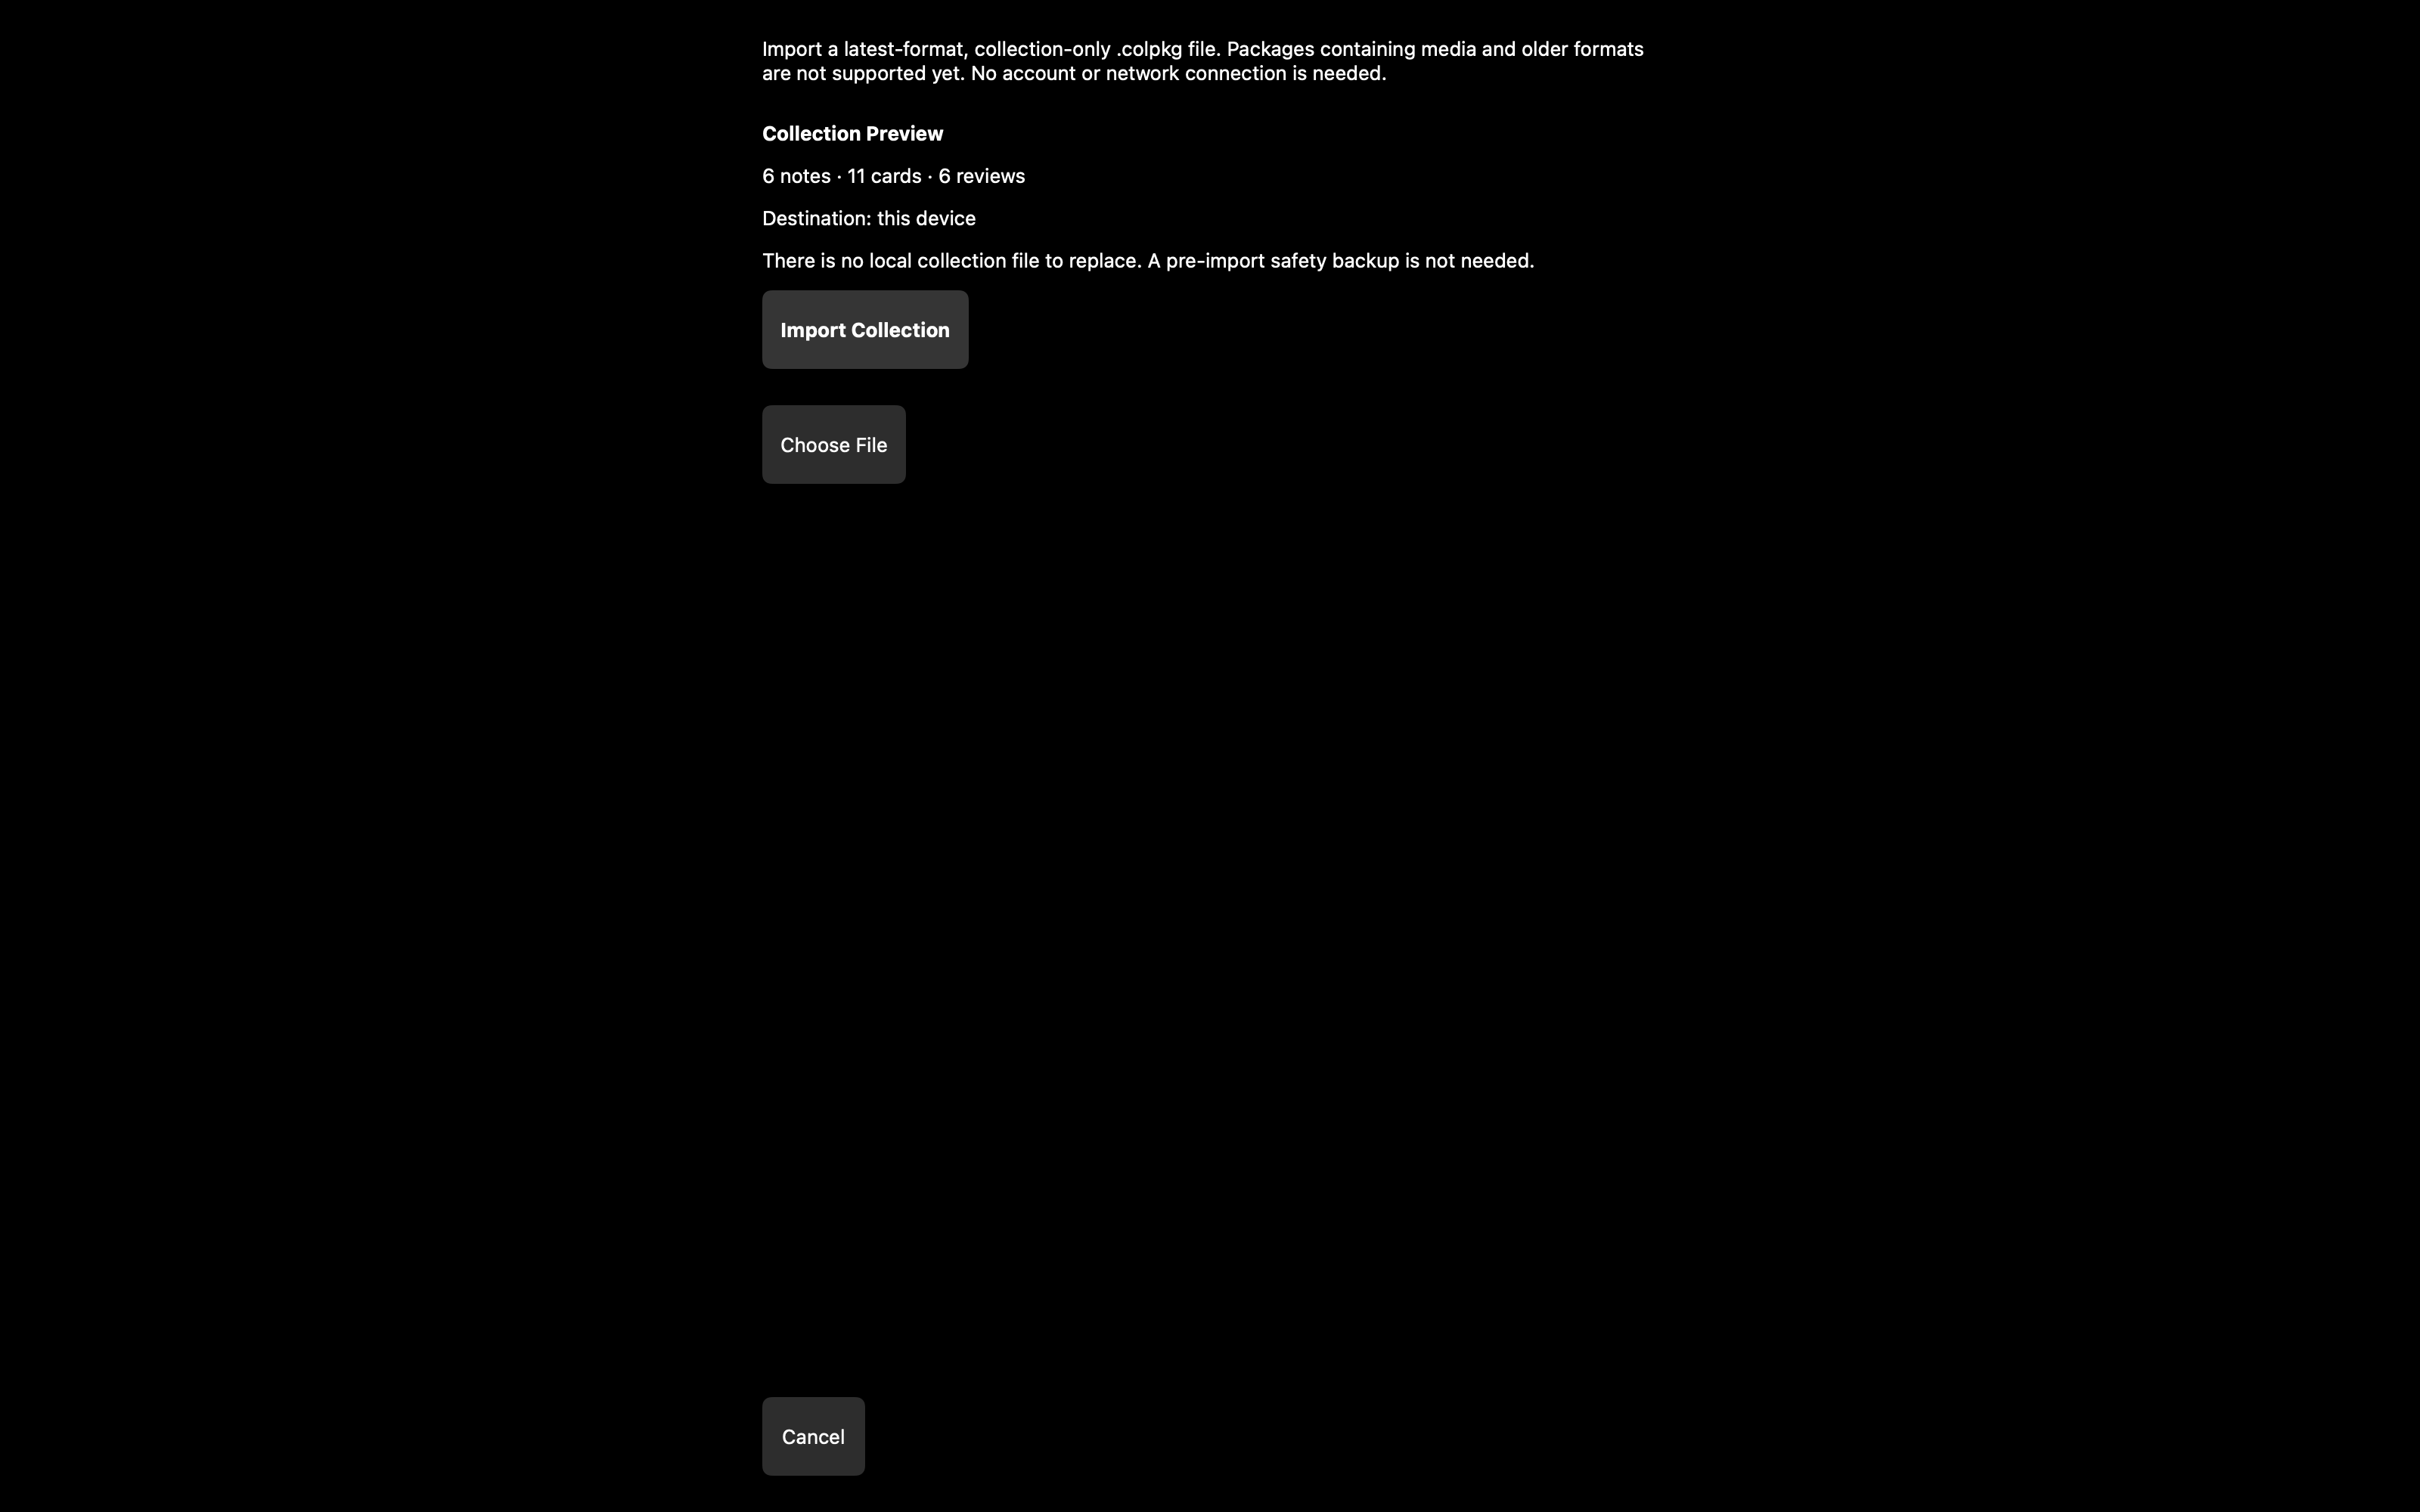 Import a latest-format, collection-only .colpkg file. Packages containing media and older formats
are not supported yet. No account or network connection is needed.
Collection Preview
6 notes · 11 cards · 6 reviews
Destination: this device
There is no local collection file to replace. A pre-import safety backup is not needed.
Import Collection
Choose File
Cancel